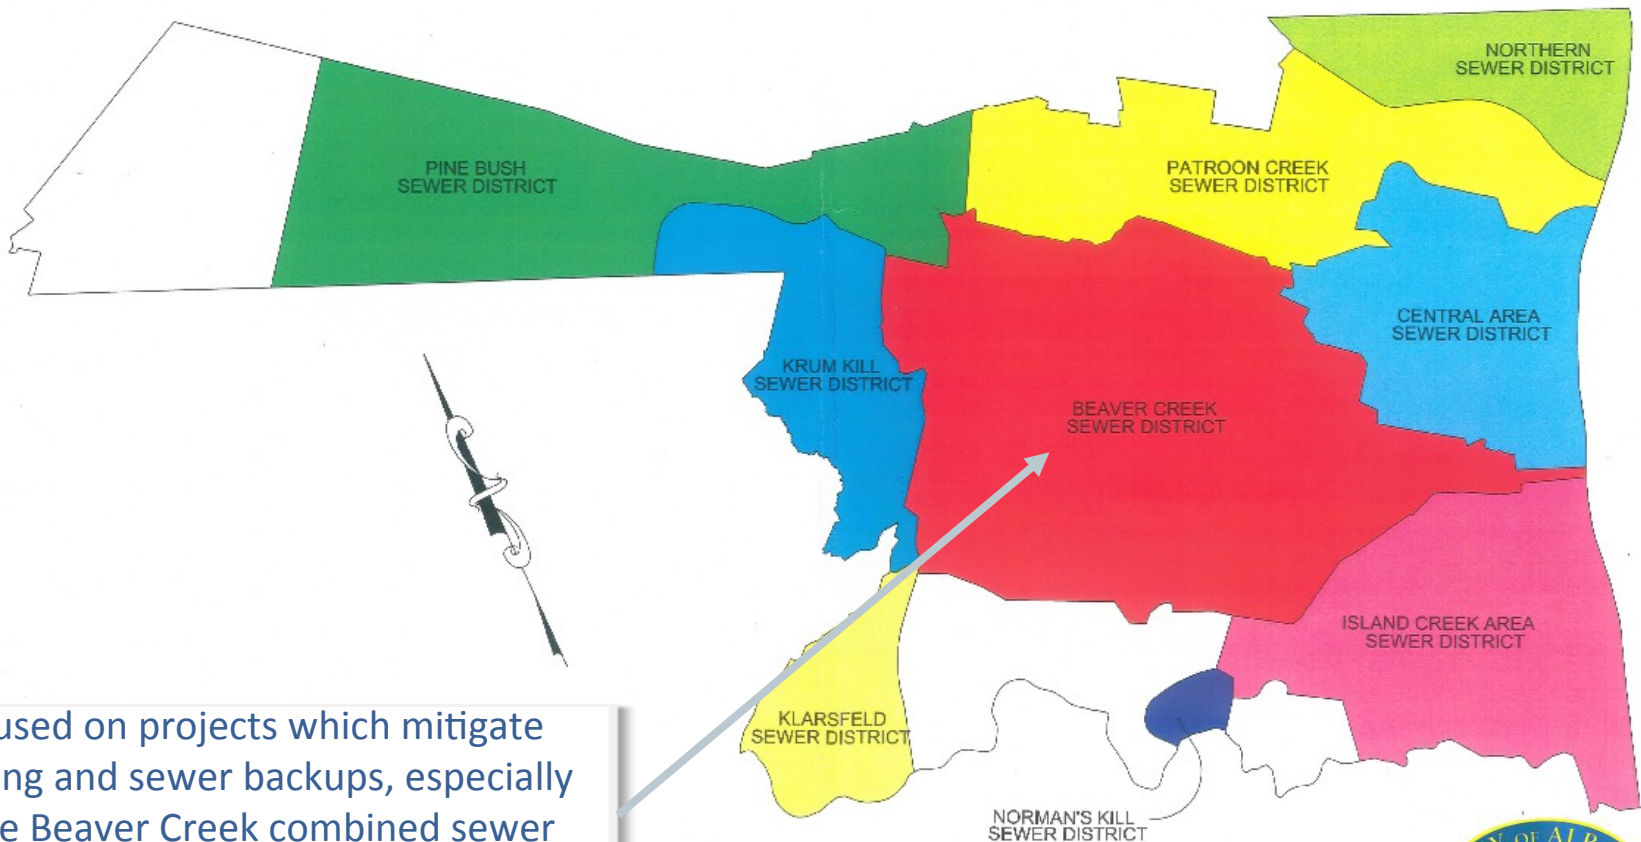 NORTHERN
SEWER DISTRICT
PINE BUSH
SEWER DISTRICT
PATROON CREEK
SEWER DISTRICT
CENTRAL AREA
SEWER DISTRICT
KRUM KILL
SEWER DISTRICT
BEAVER CREEK
SEWER DISTRICT
ISLAND CREEK AREA
SEWER DISTRICT
KLARSFELD
SEWER DISTRICT
NORMAN'S KILL
SEWER DISTRICT
used on projects which mitigate
ng and sewer backups, especially
e Beaver Creek combined sewer
OF